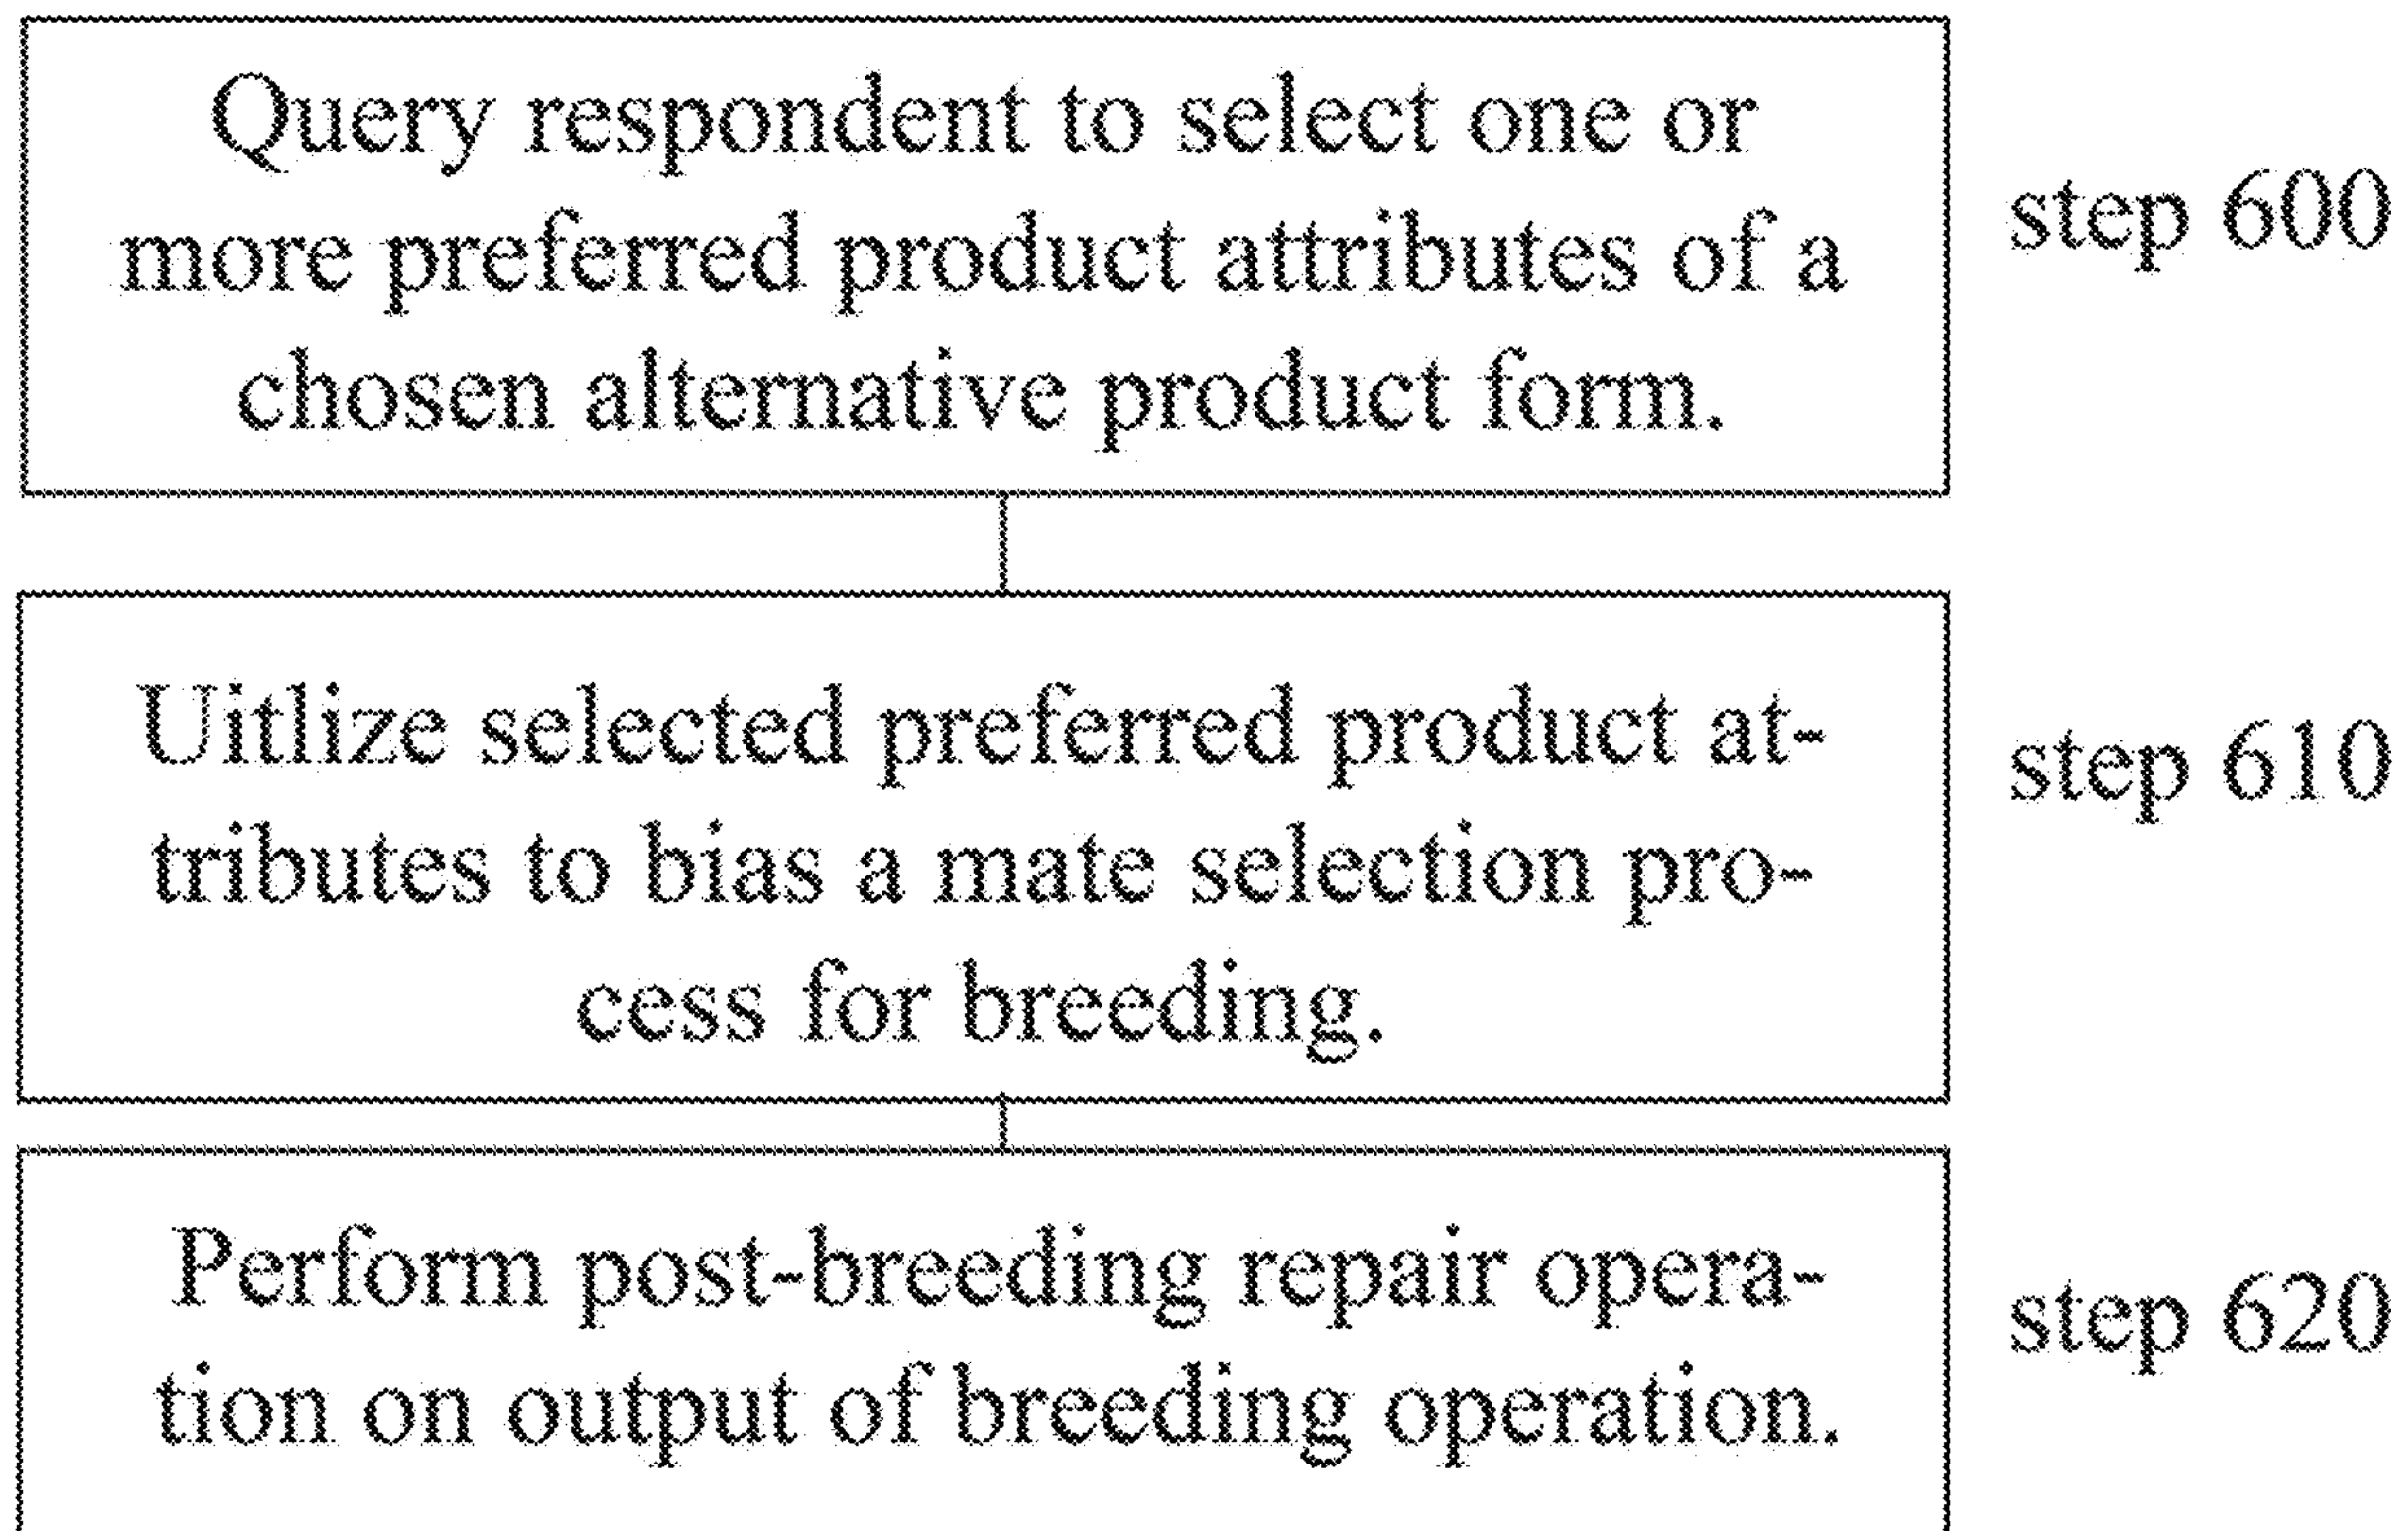 Query respondent to select one or
more preferred product attributes of a
chosen alternative product form.
step 600
Uitlize selected preferred product at-
tributes to bias a mate selection pro-
cess for breeding.
step 610
Perform post-breeding repair opera-
tion on output of breeding operation.
step 620